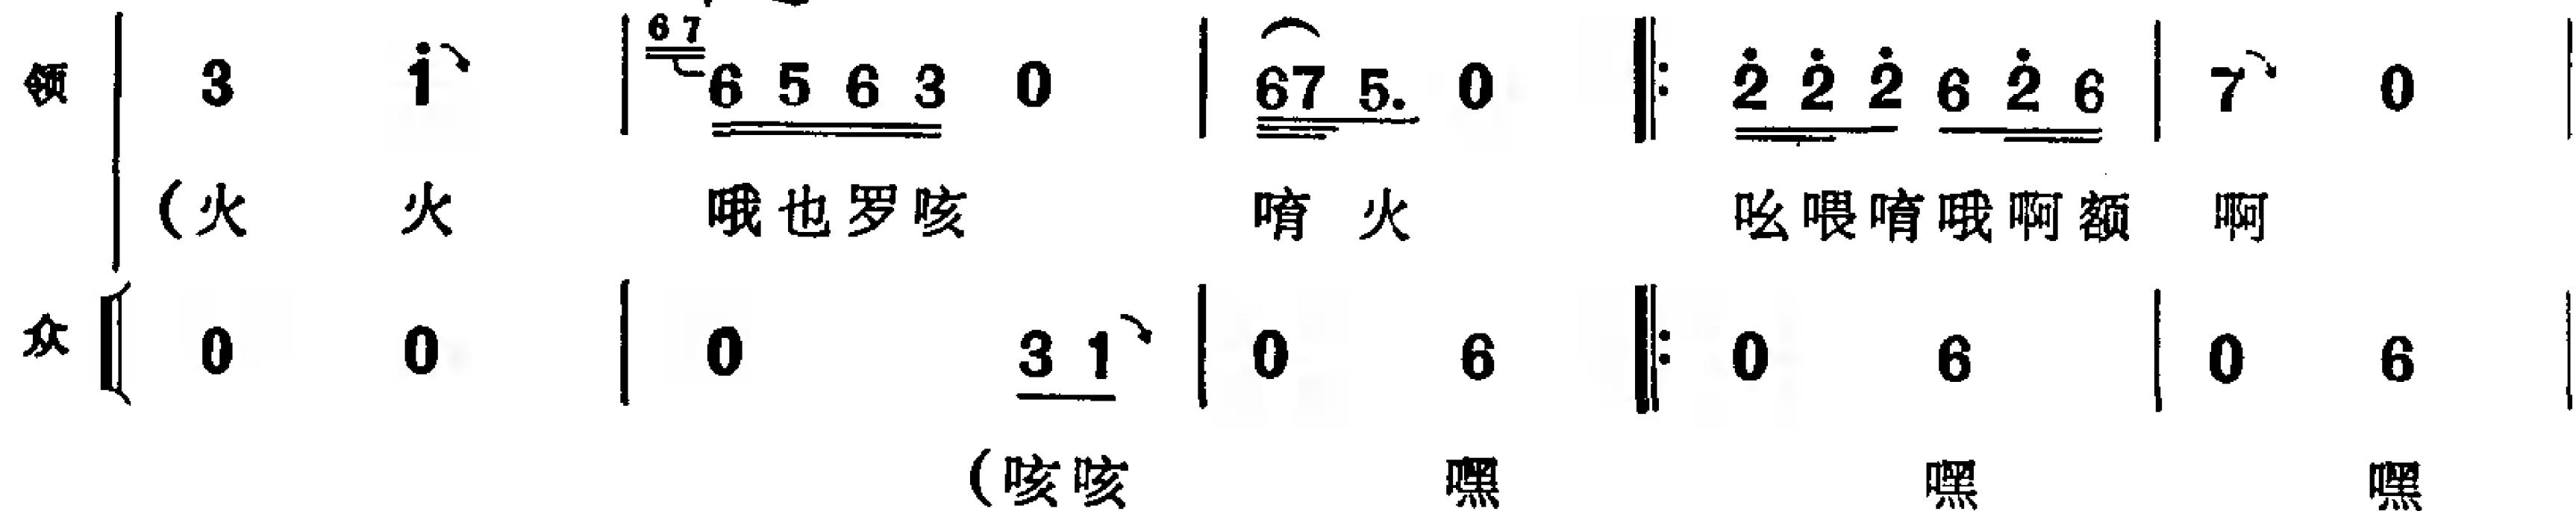 领 3 i 67 6 5 6 3 0 67 5. 0 2 2 2 6 2 6 7 0
(火 火 哦也罗咳 唷 火 吆喂唷哦啊额 啊
众 0 0 0 3 1 0 6 0 6 0 6
(咳咳 嘿 嘿 嘿